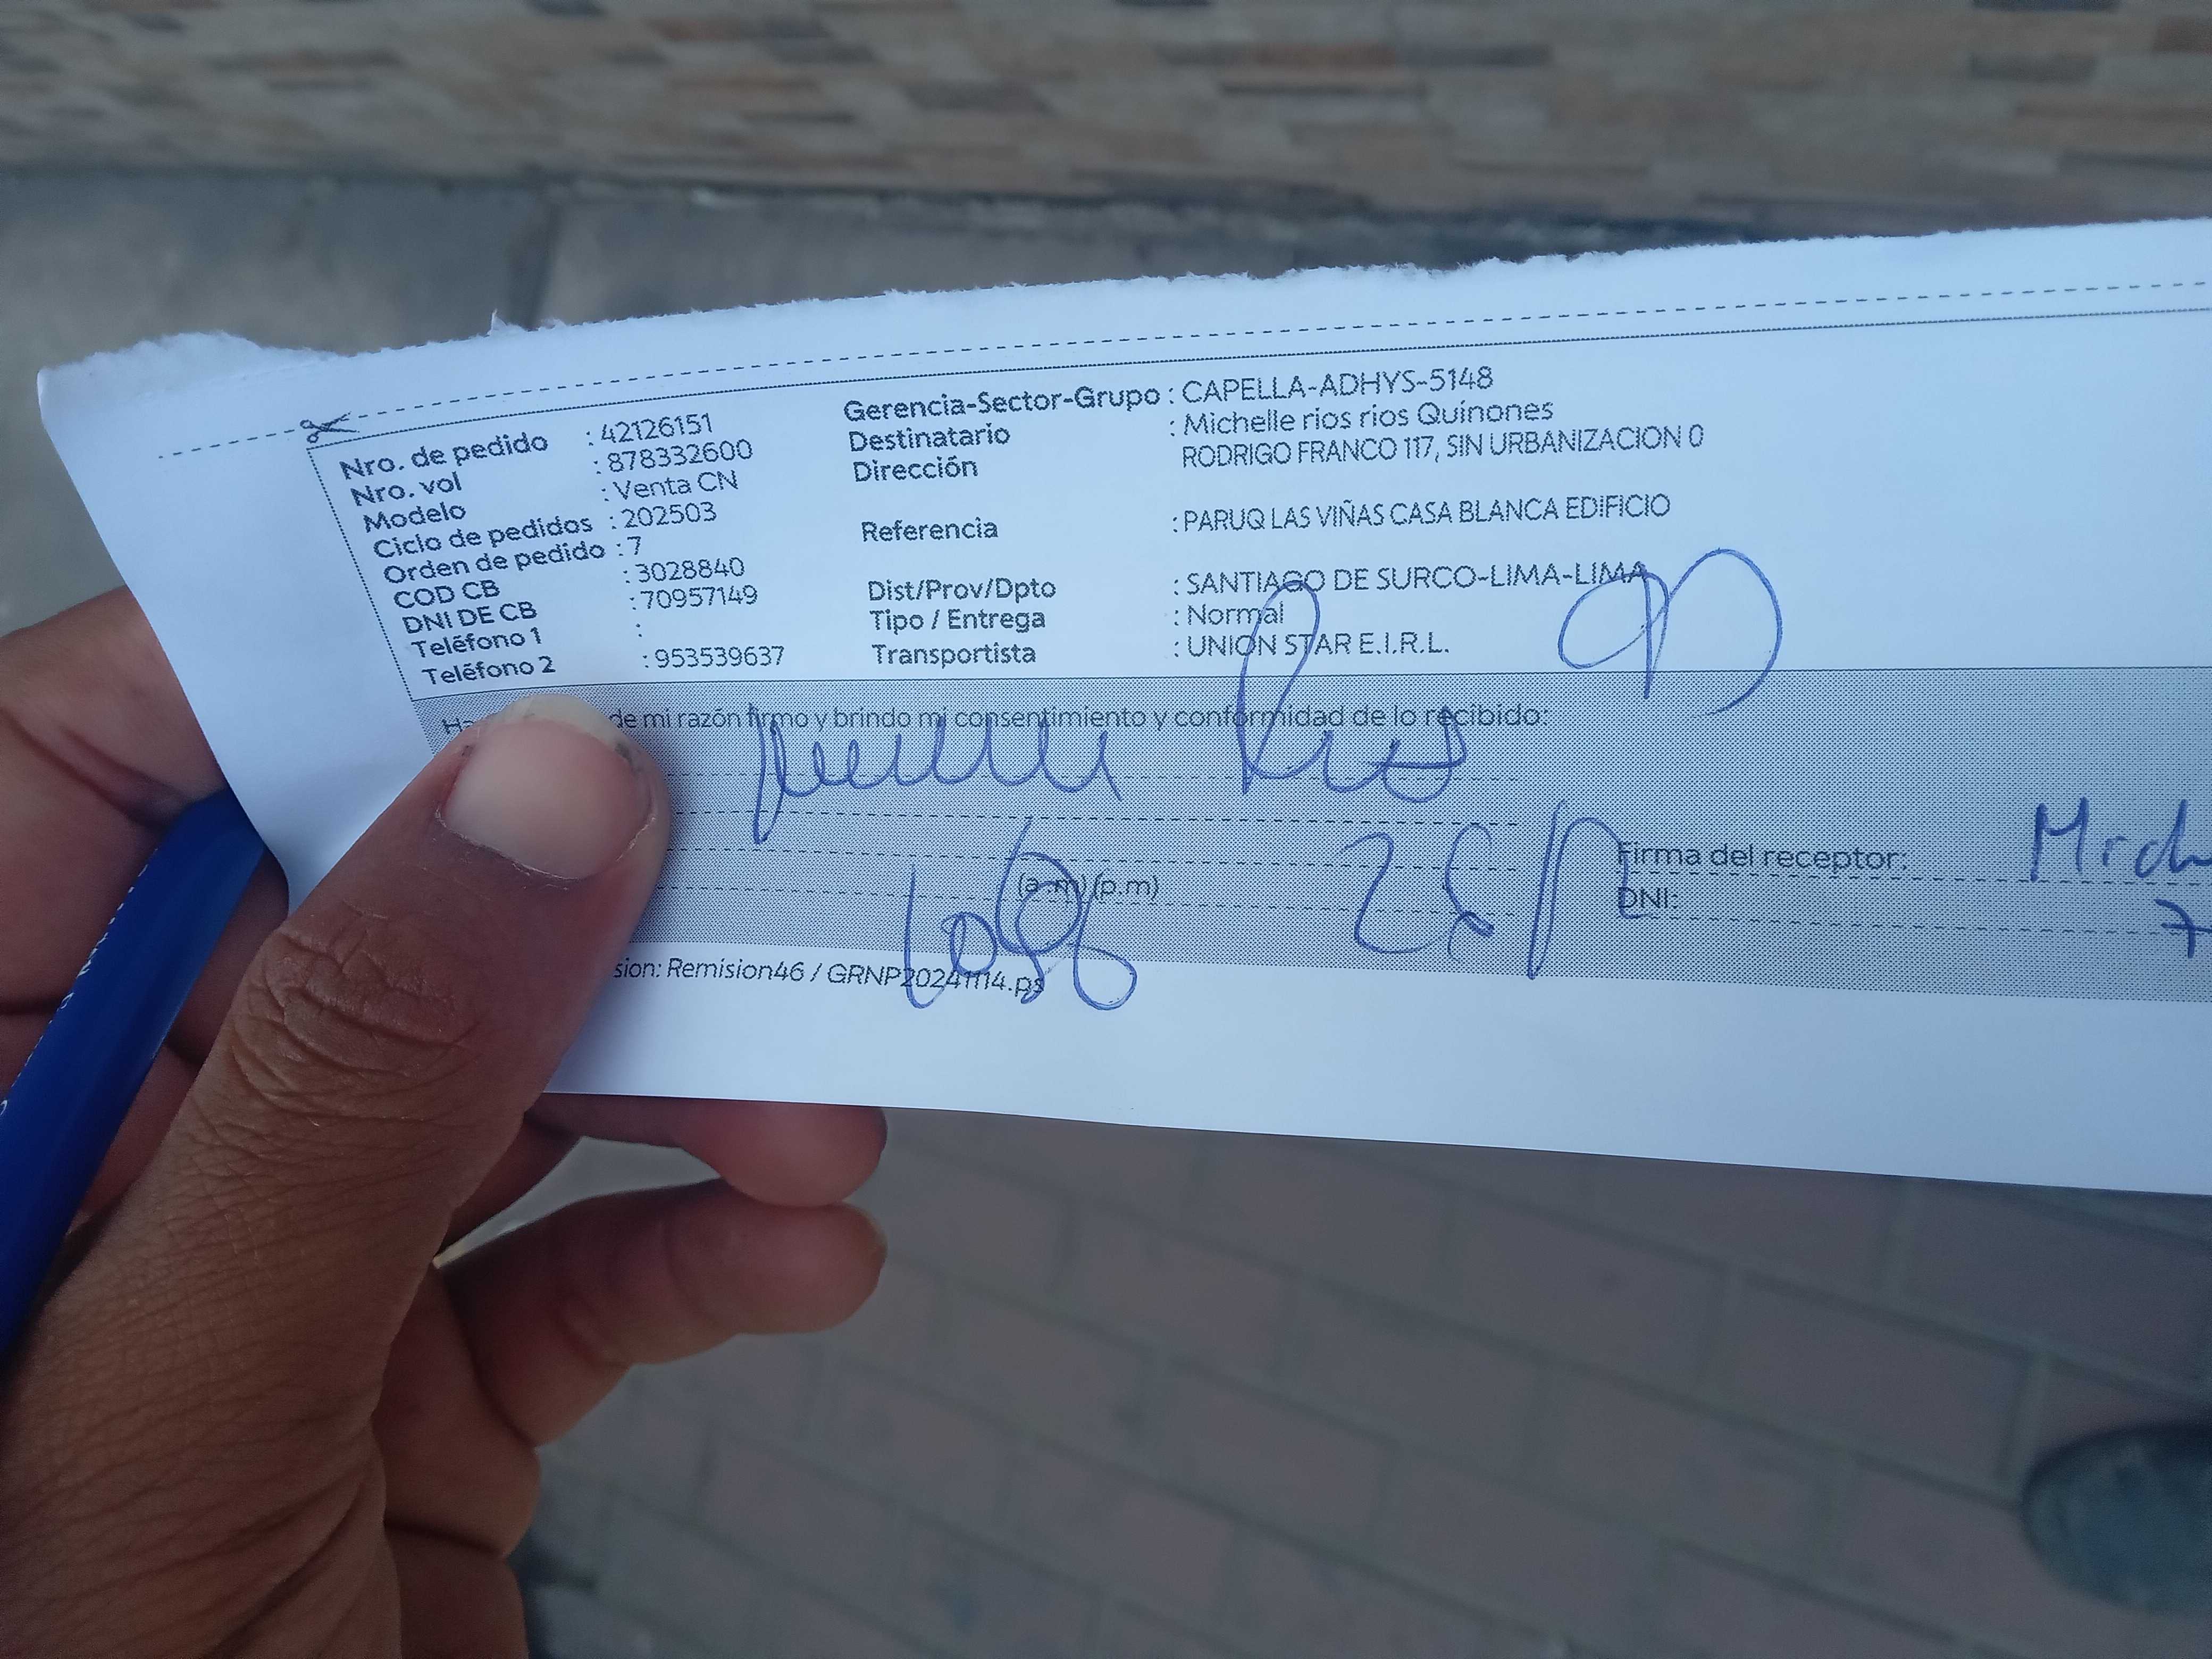 Nro. de pedido : 42126151
Nro. vol : 878332600
Modelo : Venta CN
Ciclo de pedidos : 202503
Orden de pedido : 7
COD CB : 3028840
DNI DE CB : 70957149
Teléfono 1 :
Teléfono 2 : 953539637
Gerencia-Sector-Grupo : CAPELLA-ADHYS-5148
Destinatario : Michelle rios rios Quinones
Dirección RODRIGO FRANCO 117, SIN URBANIZACION 0
Referencia : PARUQ LAS VIÑAS CASA BLANCA EDIFICIO
Dist/Prov/Dpto : SANTIAGO DE SURCO-LIMA-LIMA
Tipo / Entrega : Normal
Transportista : UNION STAR E.I.R.L.
de mi razón firmo y brindo mi consentimiento y conformidad de lo recibido:
Rios
(a.m) (p.m)
Firma del receptor: Mich
DNI: 7
sion: Remision46 / GRNP20241114.ps